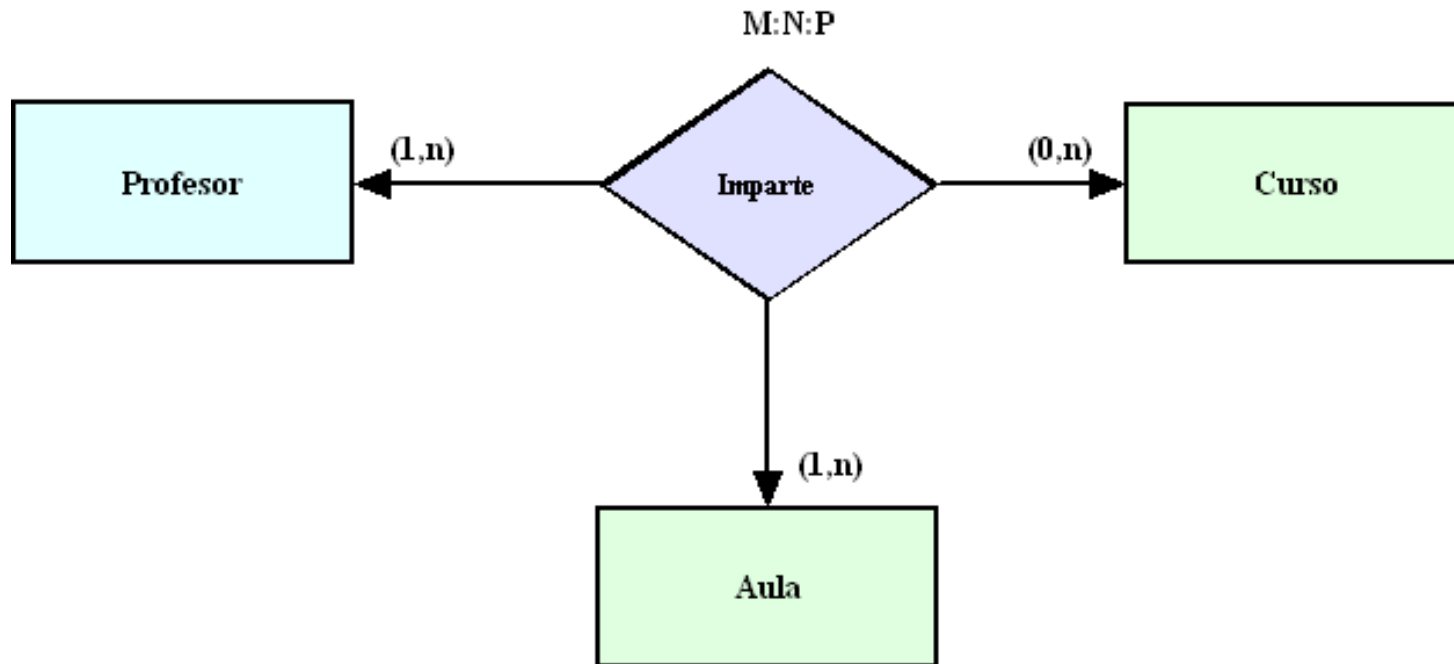 M:N:P
(1,n)
(0,n)
Profesor
Imparte
Curso
(1,n)
Aula